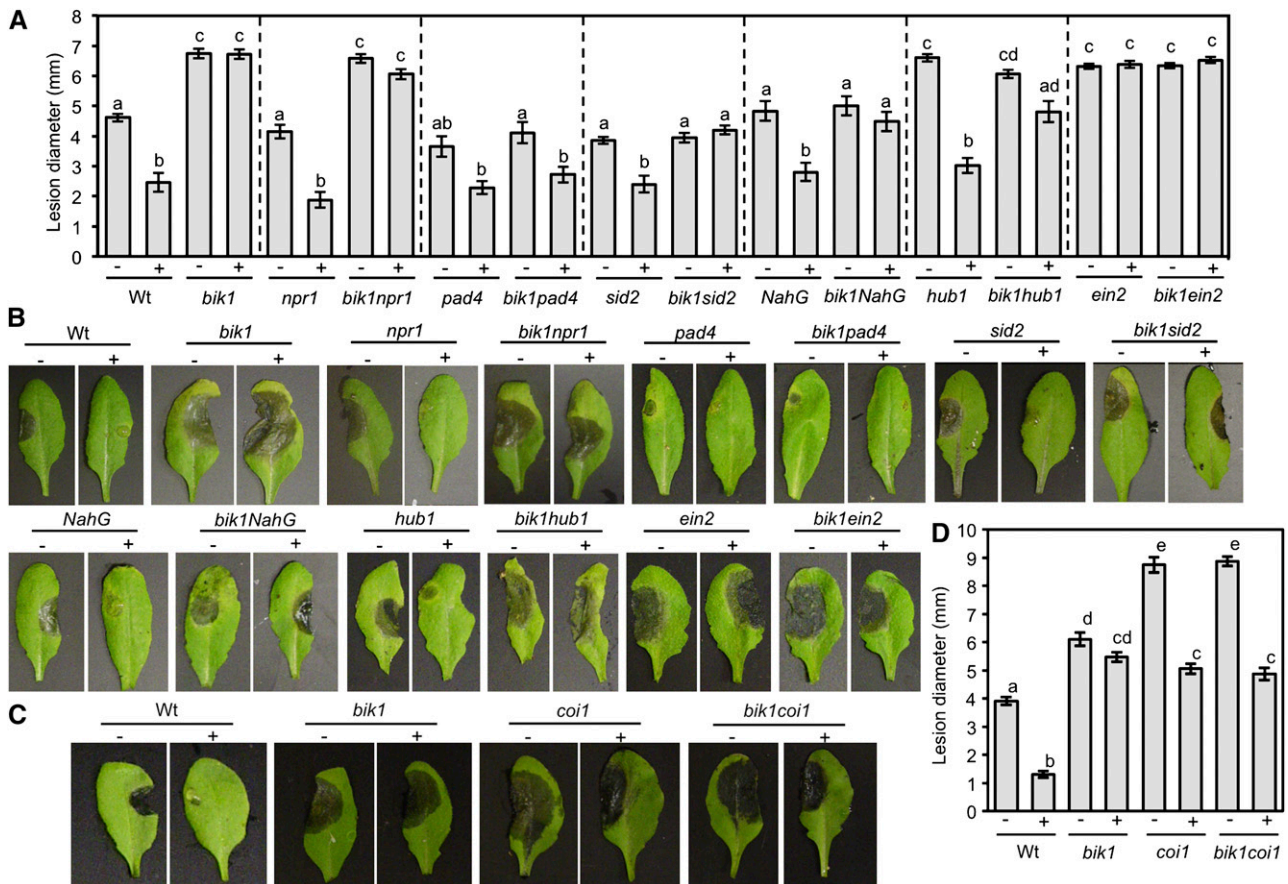 A
Lesion diameter (mm)
8
7
6
5
4
3
2
1
0
a b c c a b c c ab b a b a b a a a b a a c b cd ad c c c c
- + - + - + - + - + - + - + - + - + - + - + - + - + - +
Wt bik1 npr1 bik1npr1 pad4 bik1pad4 sid2 bik1sid2 NahG bik1NahG hub1 bik1hub1 ein2 bik1ein2
B
Wt bik1 npr1 bik1npr1 pad4 bik1pad4 sid2 bik1sid2
- + - + - + - + - + - + - + - +
NahG bik1NahG hub1 bik1hub1 ein2 bik1ein2
- + - + - + - + - + - +
C
Wt bik1 coi1 bik1coi1
- + - + - + - +
D
Lesion diameter (mm)
10
9
8
7
6
5
4
3
2
1
0
a b d cd e c e c
- + - + - + - +
Wt bik1 coi1 bik1coi1